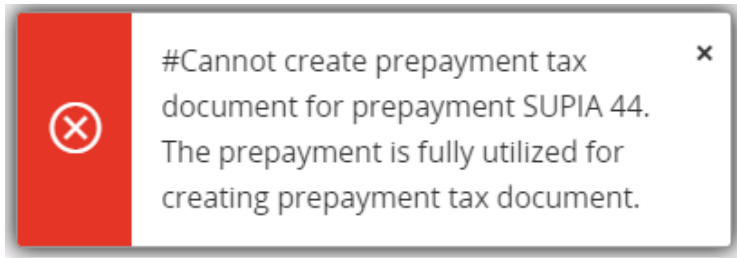 #Cannot create prepayment tax
document for prepayment SUPIA 44.
The prepayment is fully utilized for
creating prepayment tax document.